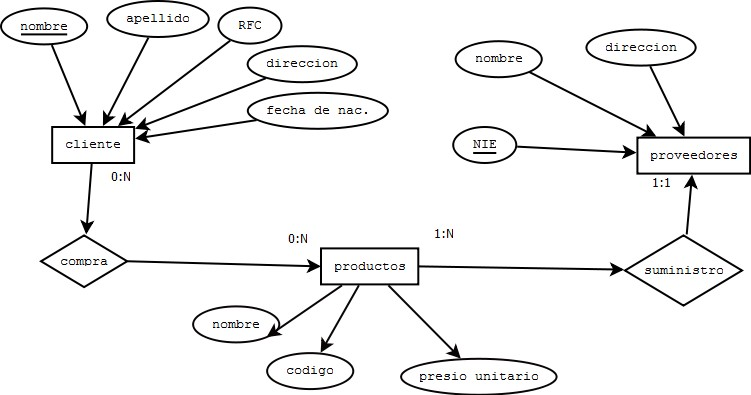 nombre
apellido
RFC
direccion
fecha de nac.
cliente
0:N
compra
0:N
productos
1:N
nombre
codigo
presio unitario
nombre
direccion
NIE
proveedores
1:1
suministro